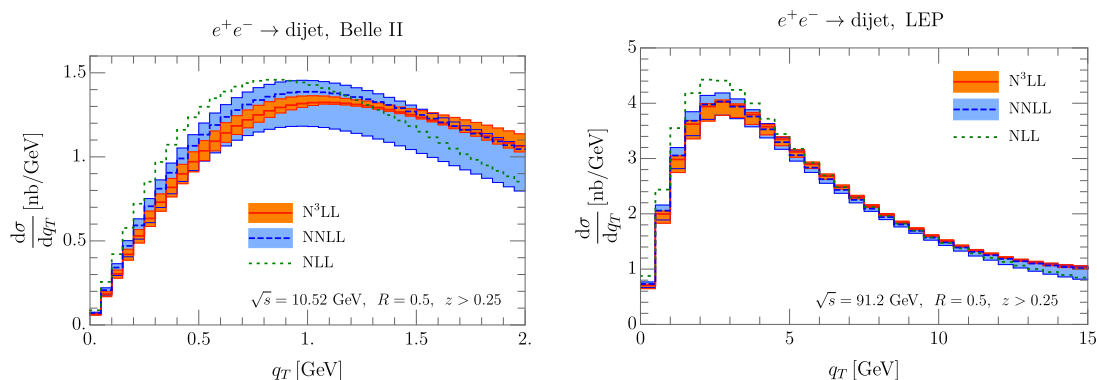 e⁺e⁻ → dijet, Belle II
1.5
1.
0.5
0.
dσ/dq_T [nb/GeV]
N³LL
NNLL
NLL
√s = 10.52 GeV, R = 0.5, z > 0.25
0. 0.5 1. 1.5 2.
q_T [GeV]
e⁺e⁻ → dijet, LEP
5
4
3
2
1
0
dσ/dq_T [nb/GeV]
N³LL
NNLL
NLL
√s = 91.2 GeV, R = 0.5, z > 0.25
0 5 10 15
q_T [GeV]